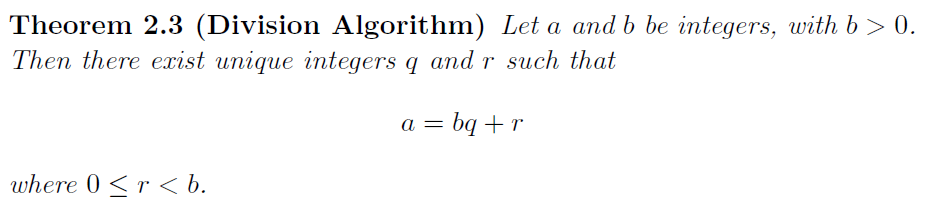 Theorem 2.3 (Division Algorithm) Let a and b be integers, with b > 0.
Then there exist unique integers q and r such that
a = bq + r
where 0 ≤ r < b.